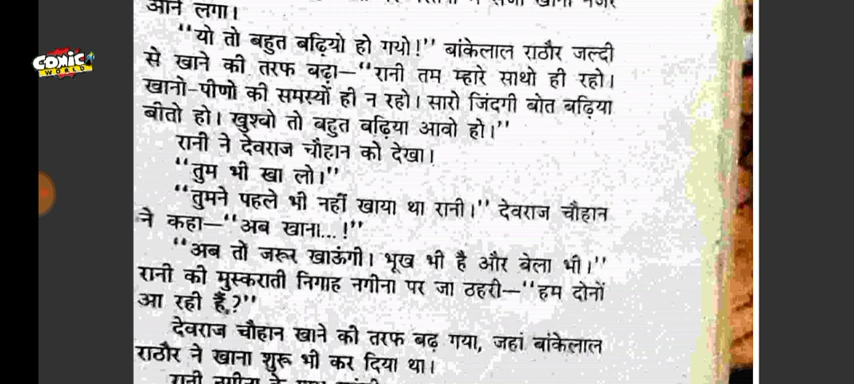 आने लगा।
COMIC
WORLD
"यो तो बहुत बढ़ियो हो गयो!" बांकेलाल राठौर जल्दी
से खाने की तरफ बढ़ा—"रानी तम म्हारे साथो ही रहो।
खानो-पीणो की समस्यों ही न रहो। सारो जिंदगी बोत बढ़िया
बीतो हो। खुश्बो तो बहुत बढ़िया आवो हो।"
रानी ने देवराज चौहान को देखा।
"तुम भी खा लो।"
"तुमने पहले भी नहीं खाया था रानी।" देवराज चौहान
ने कहा—"अब खाना...!"
"अब तो जरूर खाऊंगी। भूख भी है और बेला भी।"
रानी की मुस्कराती निगाह नगीना पर जा ठहरी—"हम दोनों
आ रही हैं?"
देवराज चौहान खाने की तरफ बढ़ गया, जहां बांकेलाल
राठौर ने खाना शुरू भी कर दिया था।